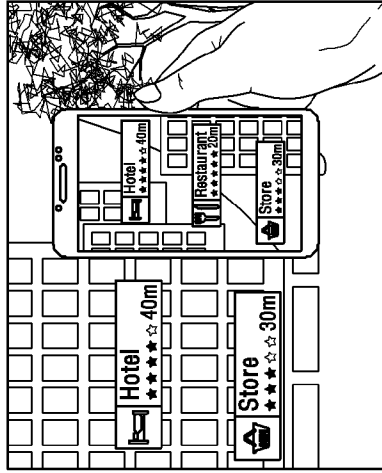 Hotel
★★★★☆ 40m
Store
★★★☆☆ 30m
Hotel
★★★★☆ 40m
Restaurant
★★★★★ 20m
Store
★★★☆☆ 30m